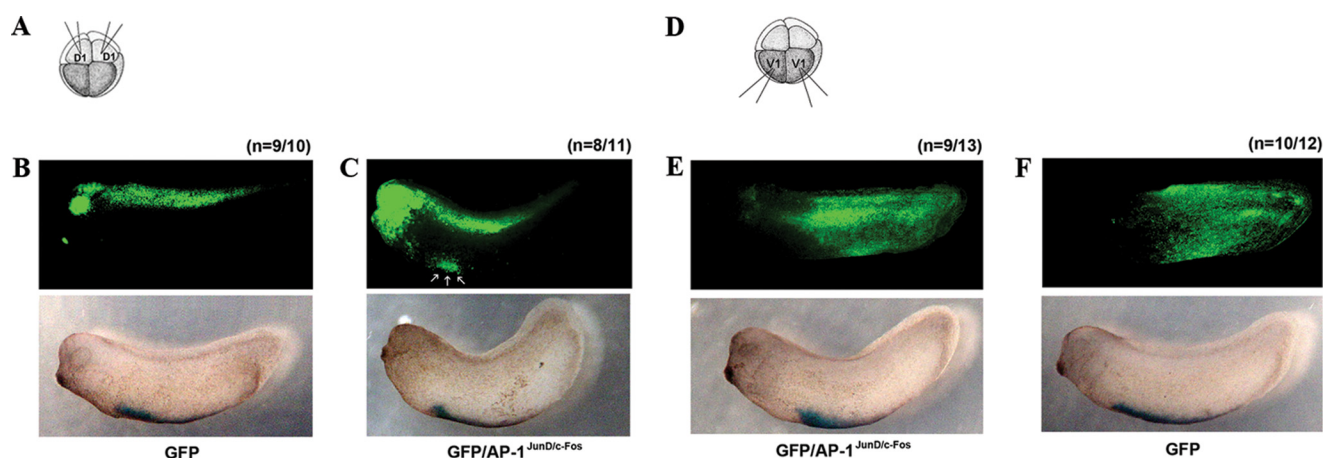 A
D1 D1
D
V1 V1
B
(n=9/10)
C
(n=8/11)
E
(n=9/13)
F
(n=10/12)
GFP
GFP/AP-1JunD/c-Fos
GFP/AP-1JunD/c-Fos
GFP